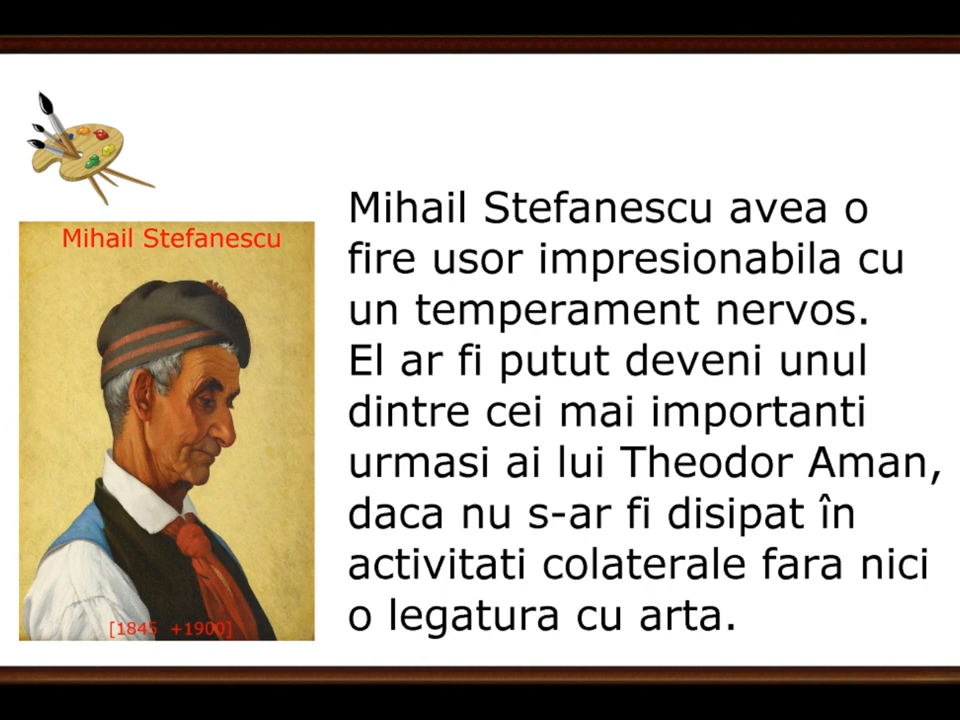 Mihail Stefanescu
[1845 +1900]
Mihail Stefanescu avea o
fire usor impresionabila cu
un temperament nervos.
El ar fi putut deveni unul
dintre cei mai importanti
urmasi ai lui Theodor Aman,
daca nu s-ar fi disipat în
activitati colaterale fara nici
o legatura cu arta.